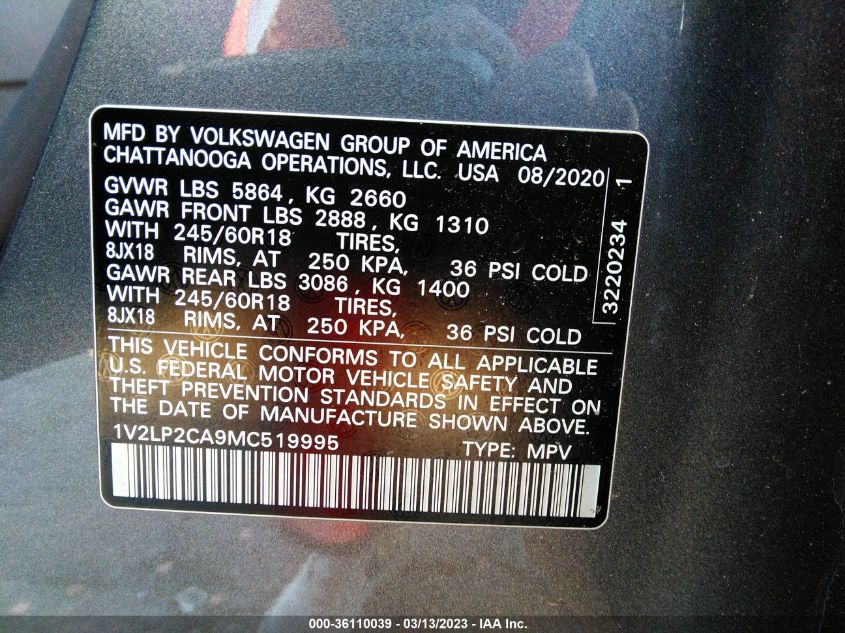 MFD BY VOLKSWAGEN GROUP OF AMERICA
CHATTANOOGA OPERATIONS, LLC. USA 08/2020
GVWR LBS 5864, KG 2660
GAWR FRONT LBS 2888, KG 1310
WITH 245/60R18 TIRES,
8JX18 RIMS, AT 250 KPA, 36 PSI COLD
GAWR REAR LBS 3086, KG 1400
WITH 245/60R18 TIRES,
8JX18 RIMS, AT 250 KPA, 36 PSI COLD
3220234 1
THIS VEHICLE CONFORMS TO ALL APPLICABLE
U.S. FEDERAL MOTOR VEHICLE SAFETY AND
THEFT PREVENTION STANDARDS IN EFFECT ON
THE DATE OF MANUFACTURE SHOWN ABOVE.
1V2LP2CA9MC519995 TYPE: MPV
000-36110039 - 03/13/2023 - IAA Inc.